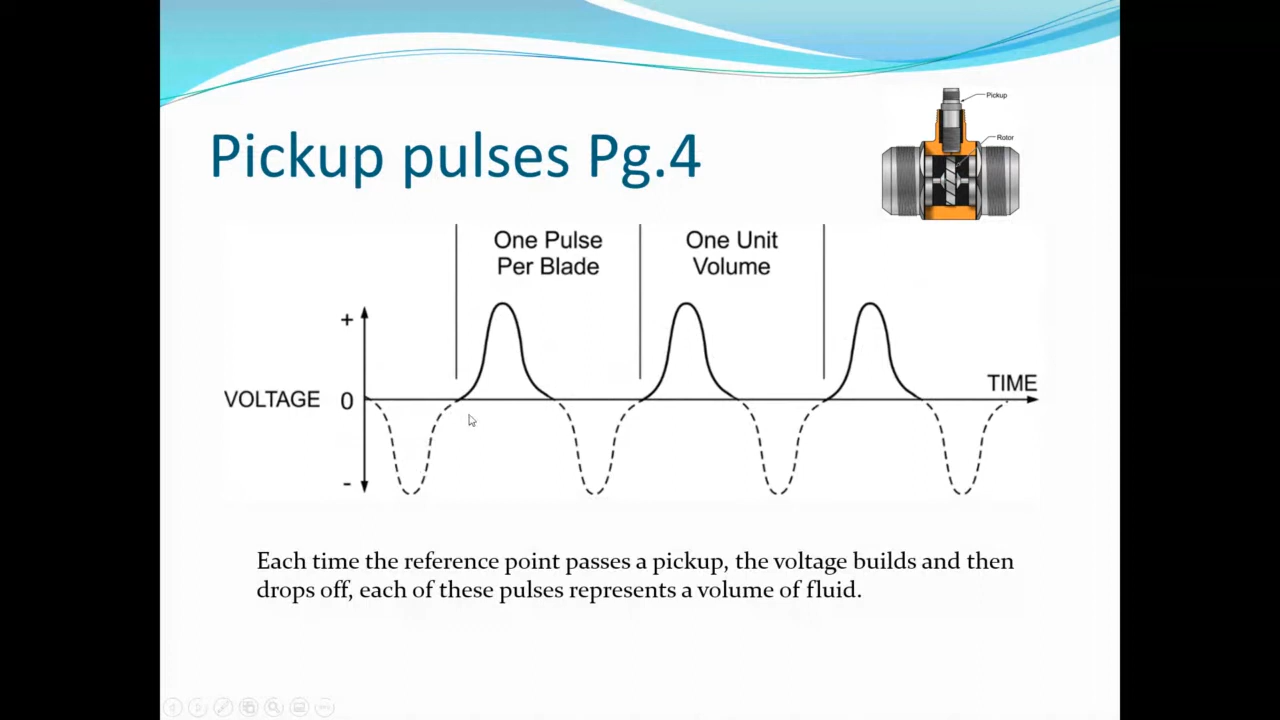 Pickup
Rotor
Pickup pulses Pg.4
One Pulse
Per Blade
One Unit
Volume
+
VOLTAGE 0
TIME
-
Each time the reference point passes a pickup, the voltage builds and then
drops off, each of these pulses represents a volume of fluid.